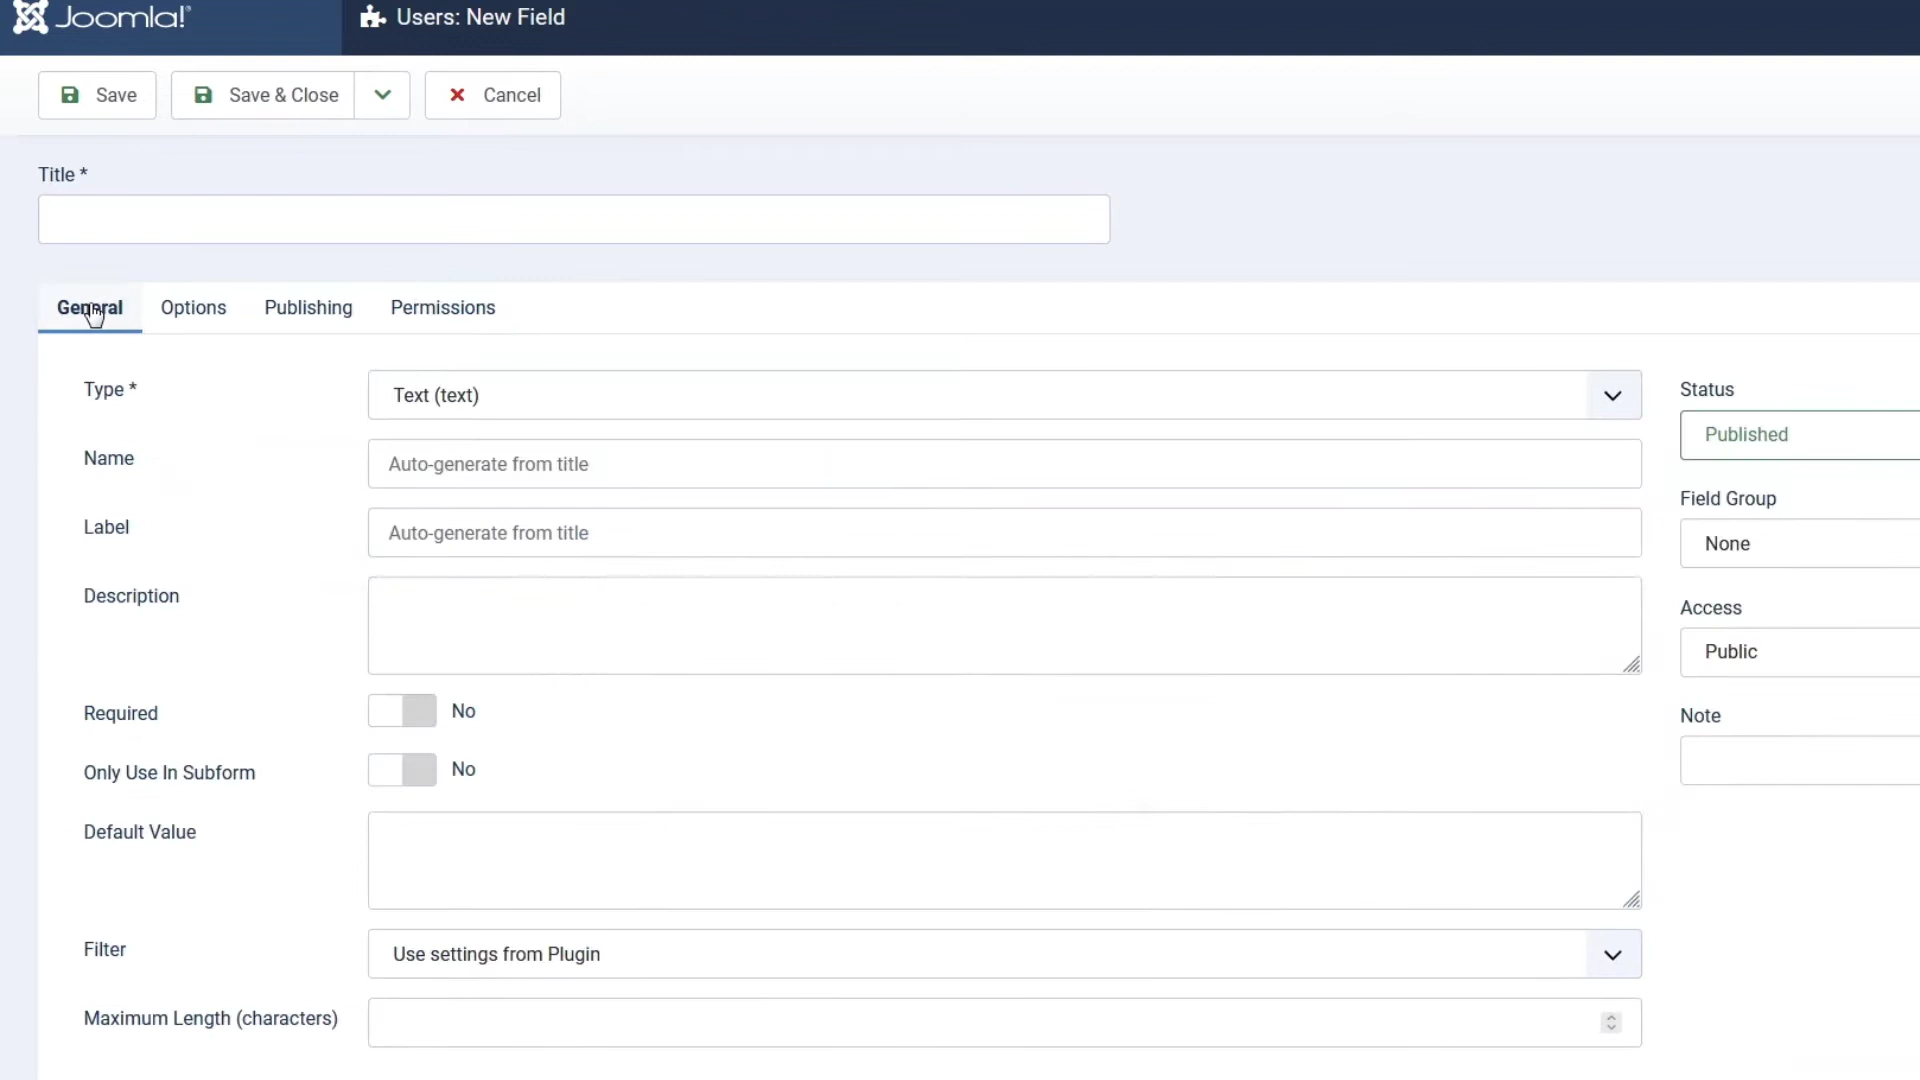 Joomla!®
Users: New Field
Save
Save & Close
Cancel
Title *
General
Options
Publishing
Permissions
Type *
Text (text)
Name
Auto-generate from title
Label
Auto-generate from title
Description
Required
No
Only Use In Subform
No
Default Value
Filter
Use settings from Plugin
Maximum Length (characters)
Status
Published
Field Group
None
Access
Public
Note